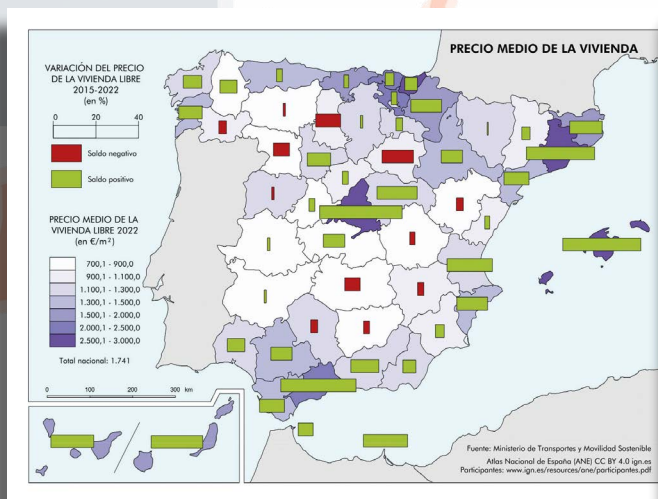 PRECIO MEDIO DE LA VIVIENDA
VARIACIÓN DEL PRECIO
DE LA VIVIENDA LIBRE
2015-2022
(en %)
0 20 40
Saldo negativo
Saldo positivo
PRECIO MEDIO DE LA
VIVIENDA LIBRE 2022
(en €/m²)
700,1 - 900,0
900,1 - 1.100,0
1.100,1 - 1.300,0
1.300,1 - 1.500,0
1.500,1 - 2.000,0
2.000,1 - 2.500,0
2.500,1 - 3.000,0
Total nacional: 1.741
0 100 200 300 km
Fuente: Ministerio de Transportes y Movilidad Sostenible
Atlas Nacional de España (ANE) CC BY 4.0 ign.es
Participantes: www.ign.es/resources/ane/participantes.pdf